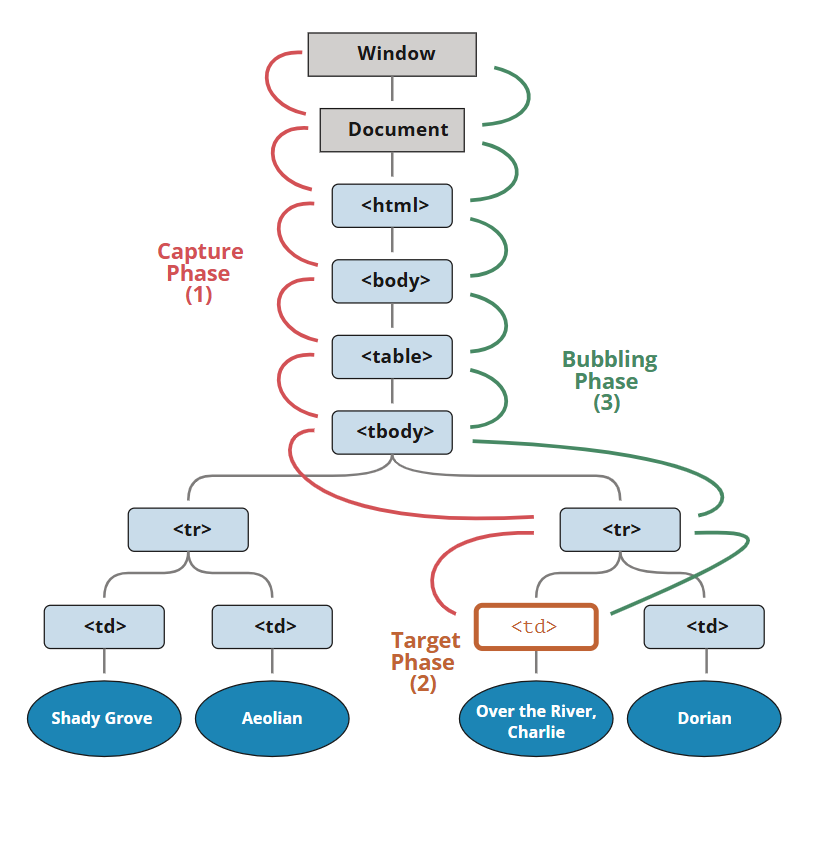 Window
Document
<html>
Capture
Phase
(1)
<body>
<table>
Bubbling
Phase
(3)
<tbody>
<tr>
<tr>
<td>
<td>
<td>
<td>
Target
Phase
(2)
Shady Grove
Aeolian
Over the River,
Charlie
Dorian